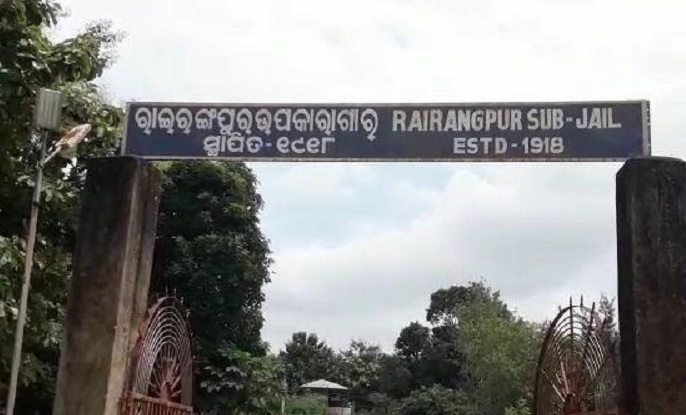 ରାଇରଙ୍ଗପୁର ଉପକାରାଗାର RAIRANGPUR SUB-JAIL
ସ୍ଥାପିତ-୧୯୧୮ ESTD-1918